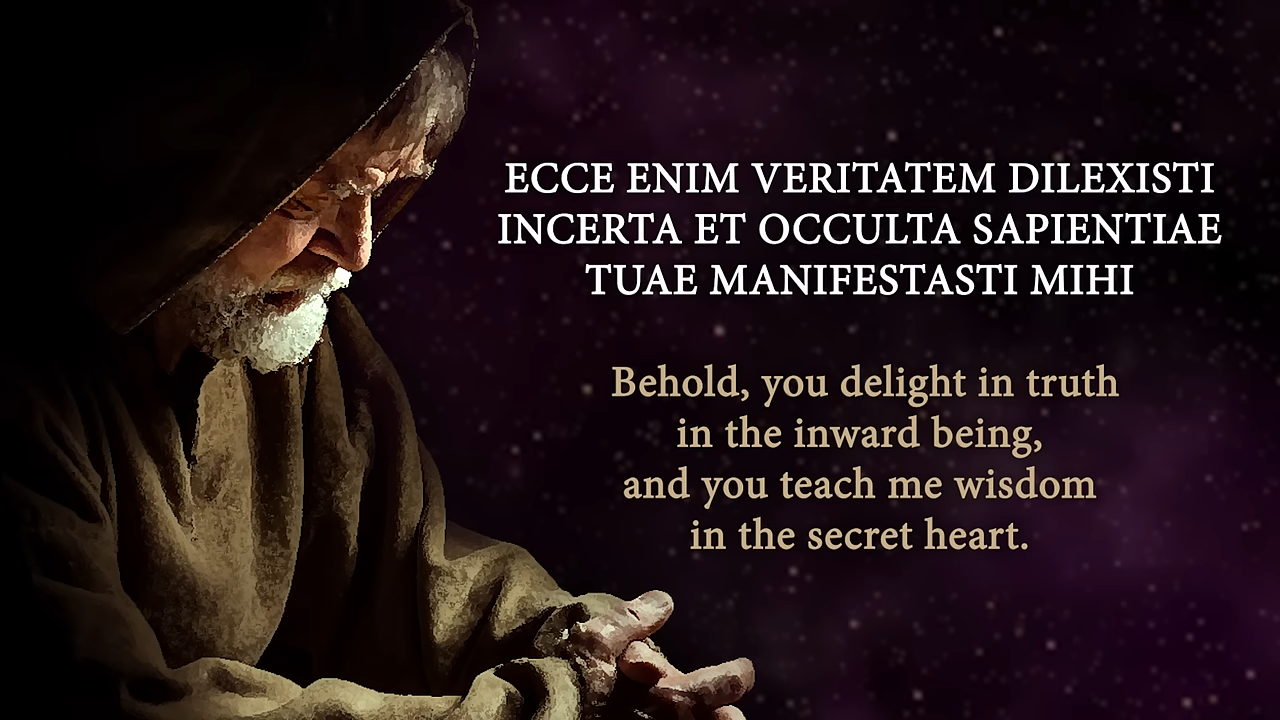 ECCE ENIM VERITATEM DILEXISTI
INCERTA ET OCCULTA SAPIENTIAE
TUAE MANIFESTASTI MIHI
Behold, you delight in truth
in the inward being,
and you teach me wisdom
in the secret heart.